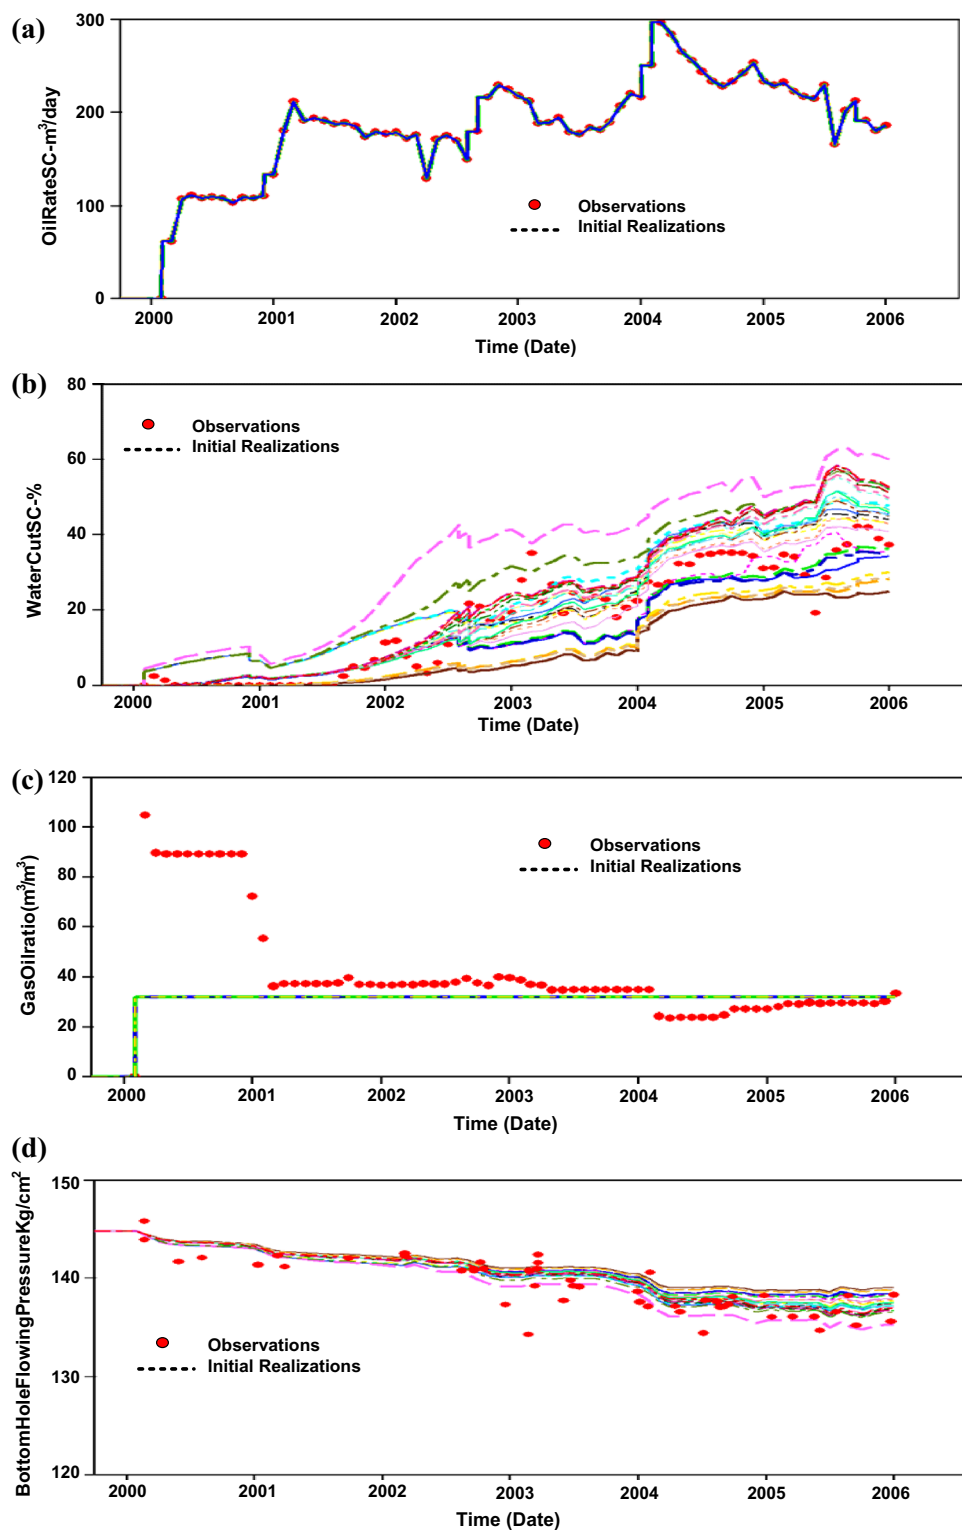 (a)
300
200
100
0
OilRateSC-m³/day
Observations
Initial Realizations
2000 2001 2002 2003 2004 2005 2006
Time (Date)
(b)
80
60
40
20
0
WaterCutSC-%
Observations
Initial Realizations
2000 2001 2002 2003 2004 2005 2006
Time (Date)
(c)
120
100
80
60
40
20
0
GasOilratio(m³/m³)
Observations
Initial Realizations
2000 2001 2002 2003 2004 2005 2006
Time (Date)
(d)
150
140
130
120
BottomHoleFlowingPressureKg/cm²
Observations
Initial Realizations
2000 2001 2002 2003 2004 2005 2006
Time (Date)